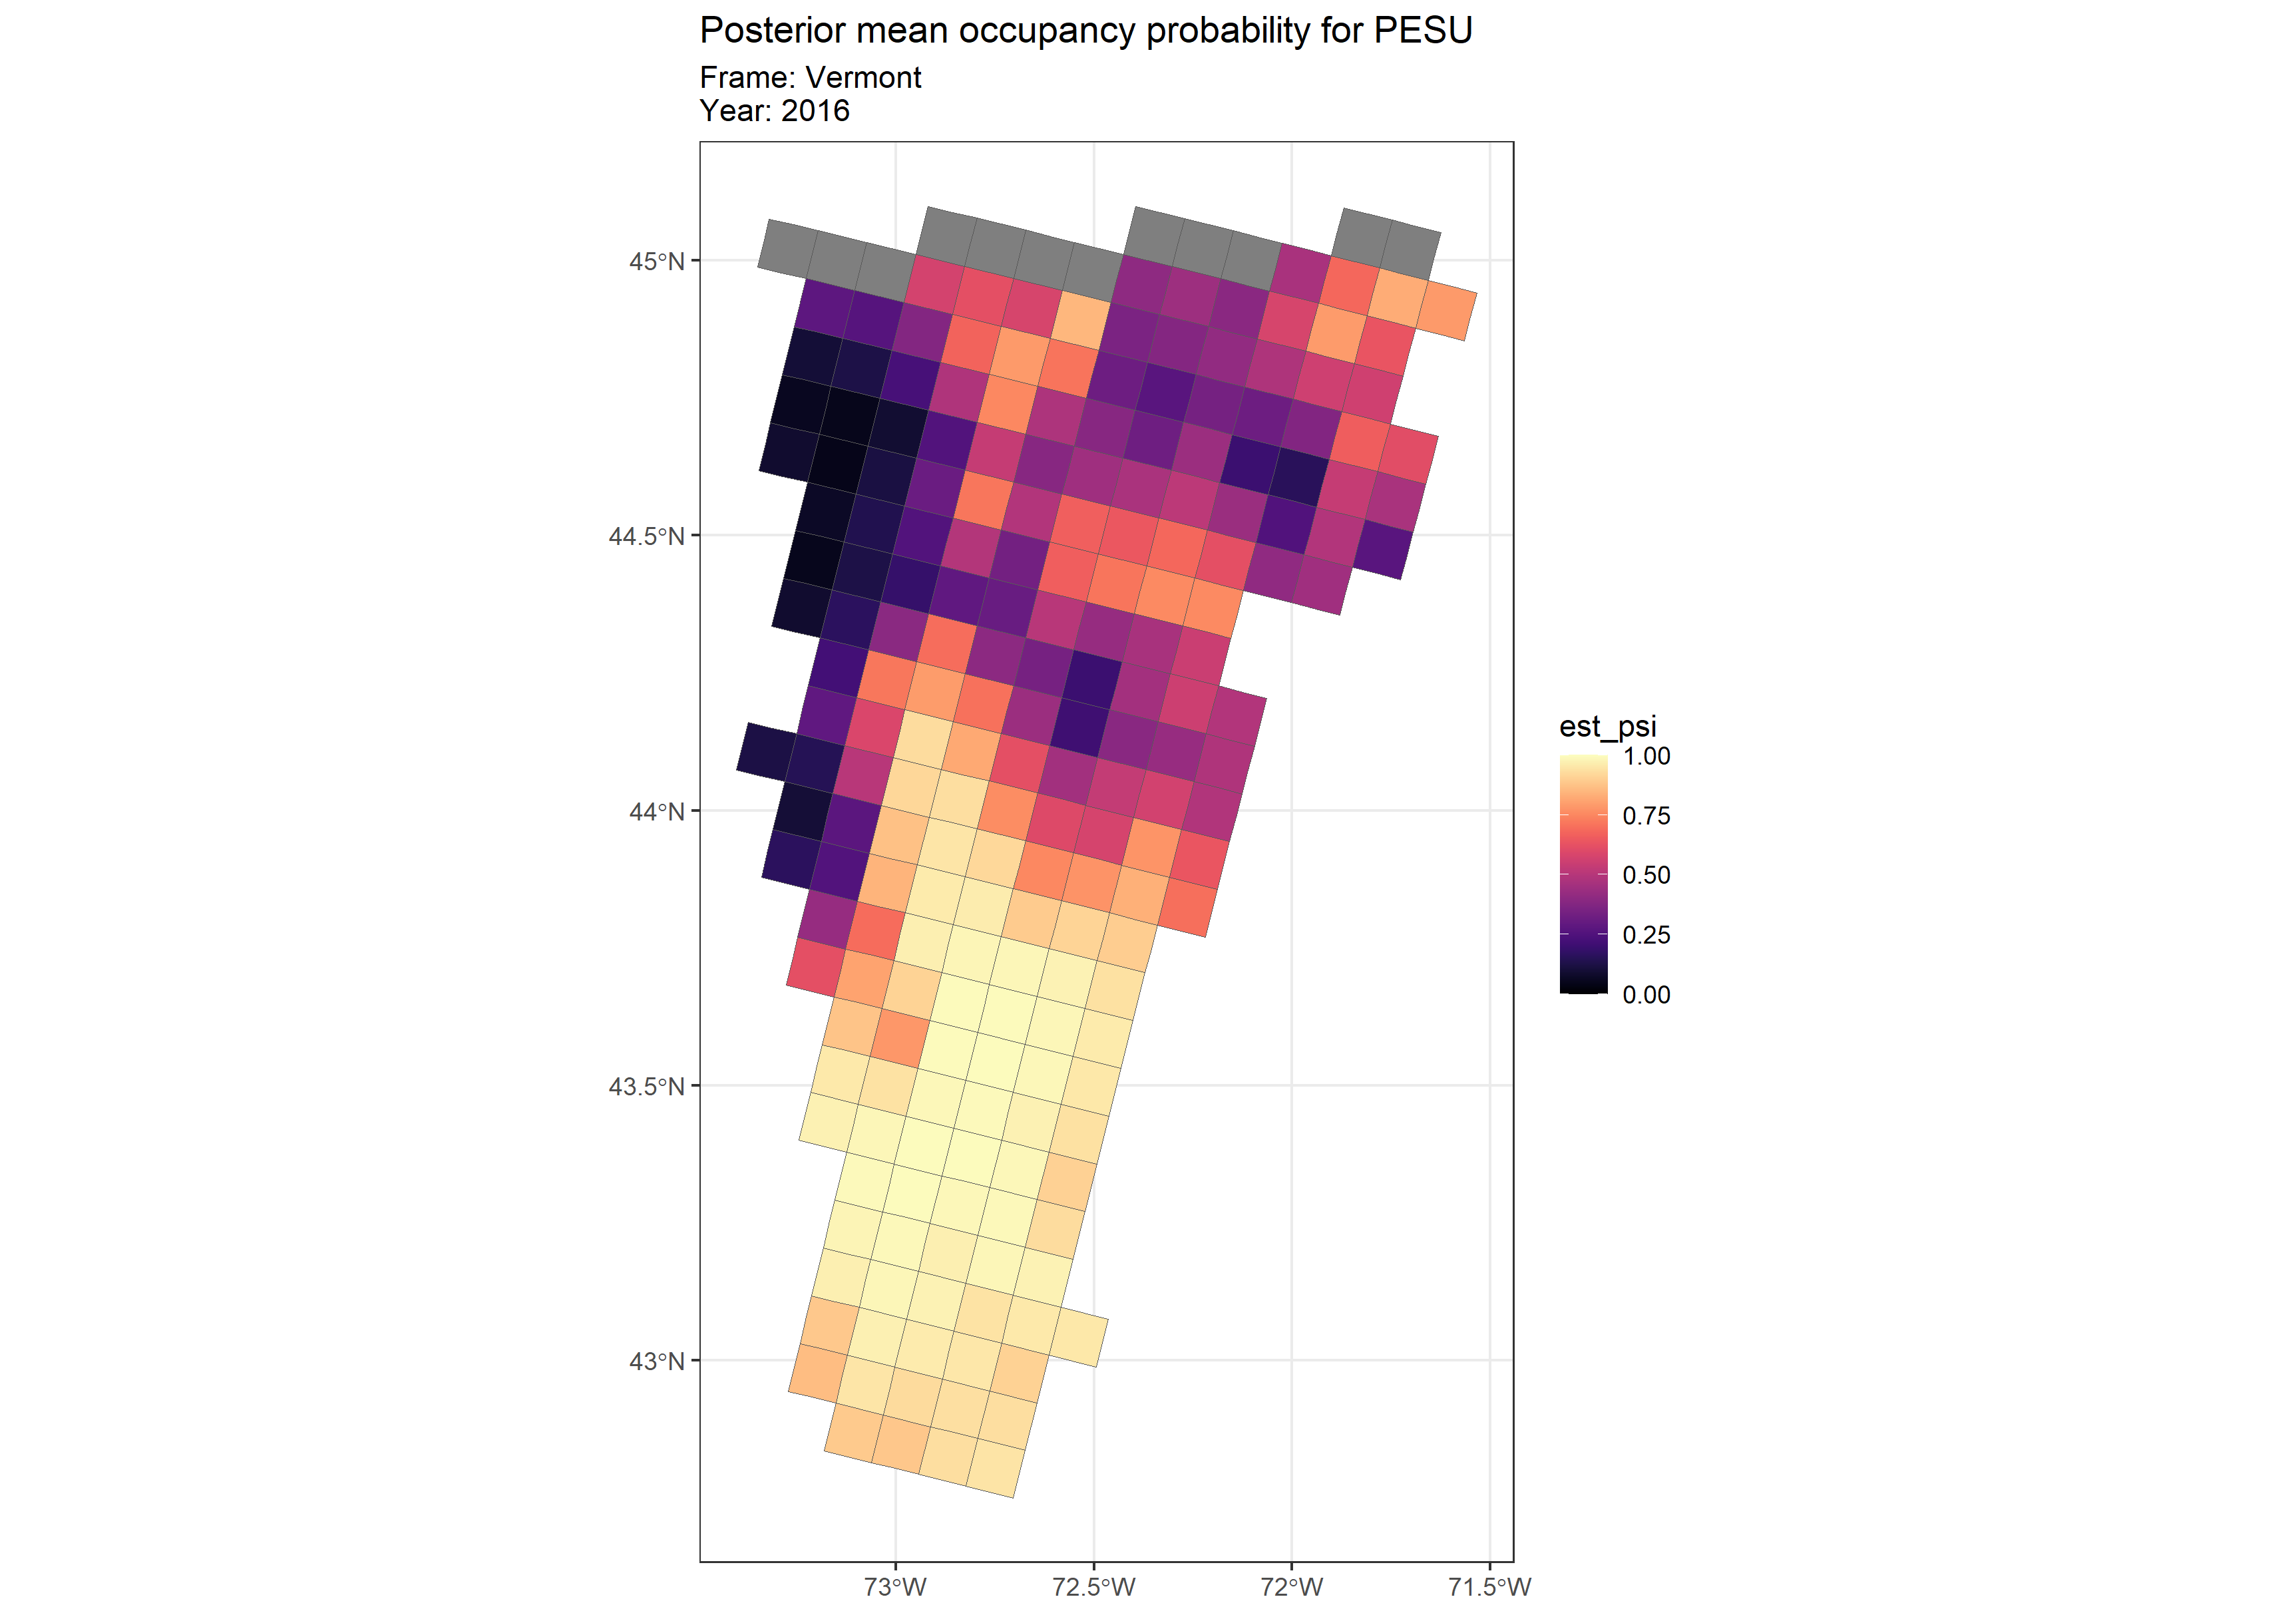 Posterior mean occupancy probability for PESU
Frame: Vermont
Year: 2016
45°N
44.5°N
44°N
43.5°N
43°N
73°W
72.5°W
72°W
71.5°W
est_psi
1.00
0.75
0.50
0.25
0.00